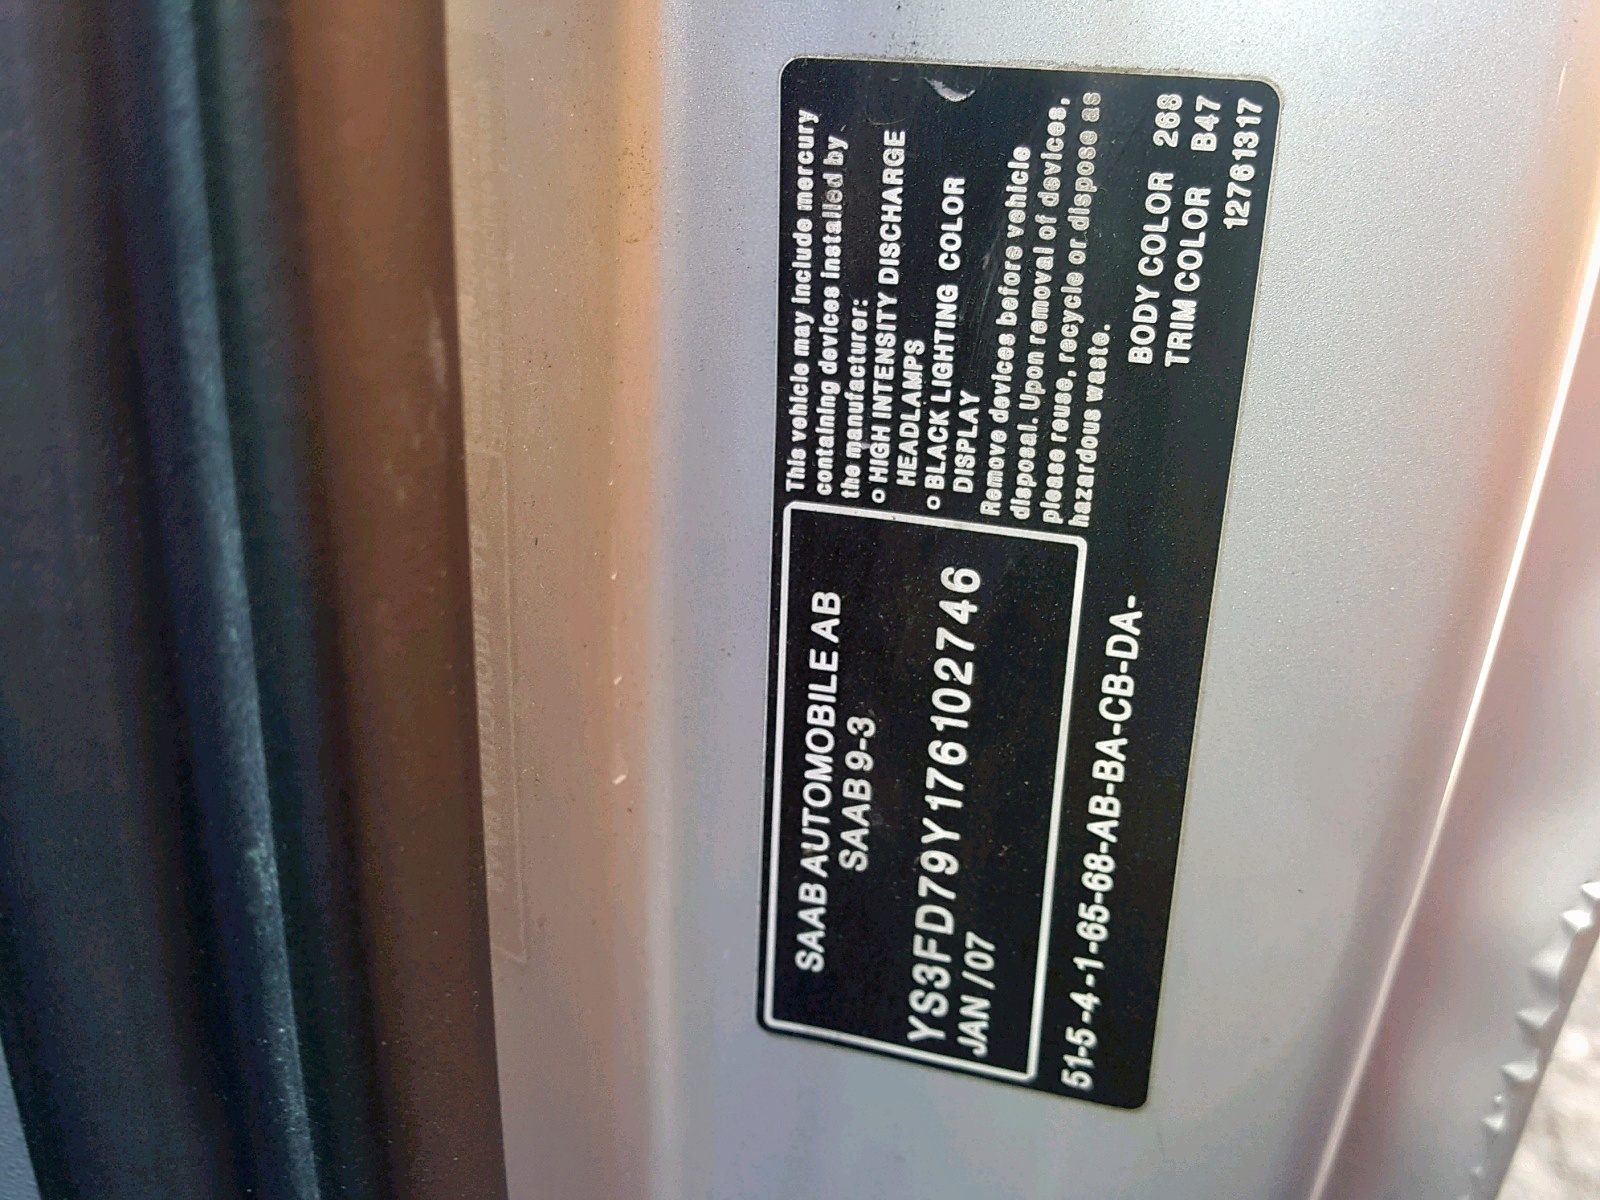 SAAB AUTOMOBILE AB
SAAB 9-3
YS3FD79Y176102746
JAN /07
This vehicle may include mercury
containing devices installed by
the manufacturer:
o HIGH INTENSITY DISCHARGE
HEADLAMPS
o BLACK LIGHTING COLOR
DISPLAY
Remove devices before vehicle
disposal. Upon removal of devices,
please reuse, recycle or dispose as
hazardous waste.
51-5-4-1-65-68-AB-BA-CB-DA-
BODY COLOR 268
TRIM COLOR B47
12761317